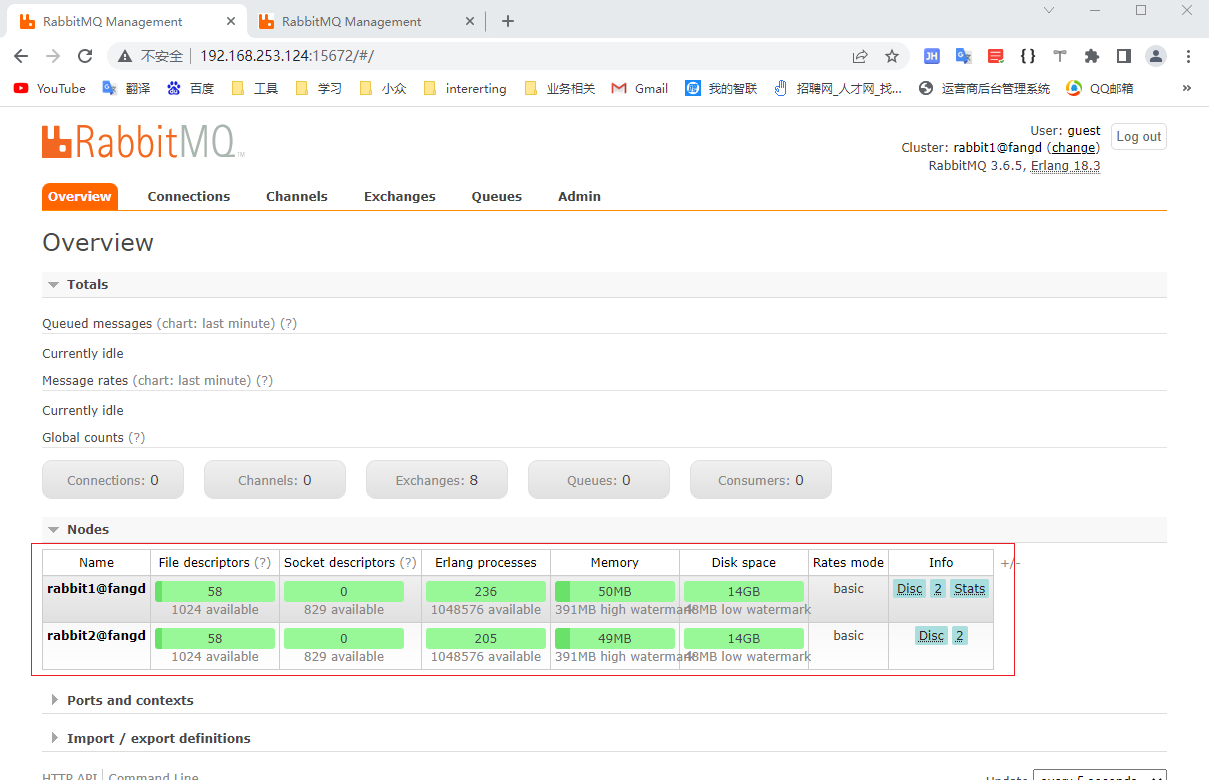 RabbitMQ Management RabbitMQ Management
不安全 192.168.253.124:15672/#/ JH
YouTube 翻译 百度 工具 学习 小众 intererting 业务相关 Gmail 我的智联 招聘网_人才网_找... 运营商后台管理系统 QQ邮箱 »
RabbitMQ™
User: guest
Log out
Cluster: rabbit1@fangd (change)
RabbitMQ 3.6.5, Erlang 18.3
Overview Connections Channels Exchanges Queues Admin
Overview
Totals
Queued messages (chart: last minute) (?)
Currently idle
Message rates (chart: last minute) (?)
Currently idle
Global counts (?)
Connections: 0 Channels: 0 Exchanges: 8 Queues: 0 Consumers: 0
Nodes
Name File descriptors (?) Socket descriptors (?) Erlang processes Memory Disk space Rates mode Info +/-
rabbit1@fangd 58 0 236 50MB 14GB basic Disc 2 Stats
1024 available 829 available 1048576 available 391MB high watermark 48MB low watermark
rabbit2@fangd 58 0 205 49MB 14GB basic Disc 2
1024 available 829 available 1048576 available 391MB high watermark 48MB low watermark
Ports and contexts
Import / export definitions
HTTP API Command Line
Update every 5 seconds